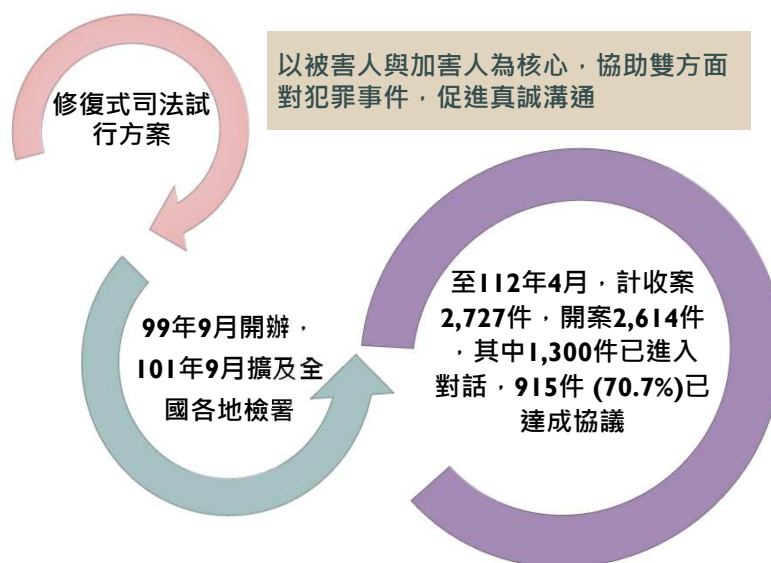 以被害人與加害人為核心，協助雙方面
對犯罪事件，促進真誠溝通
修復式司法試
行方案
99年9月開辦，
101年9月擴及全
國各地檢署
至112年4月，計收案
2,727件，開案2,614件
，其中1,300件已進入
對話，915件 (70.7%)已
達成協議